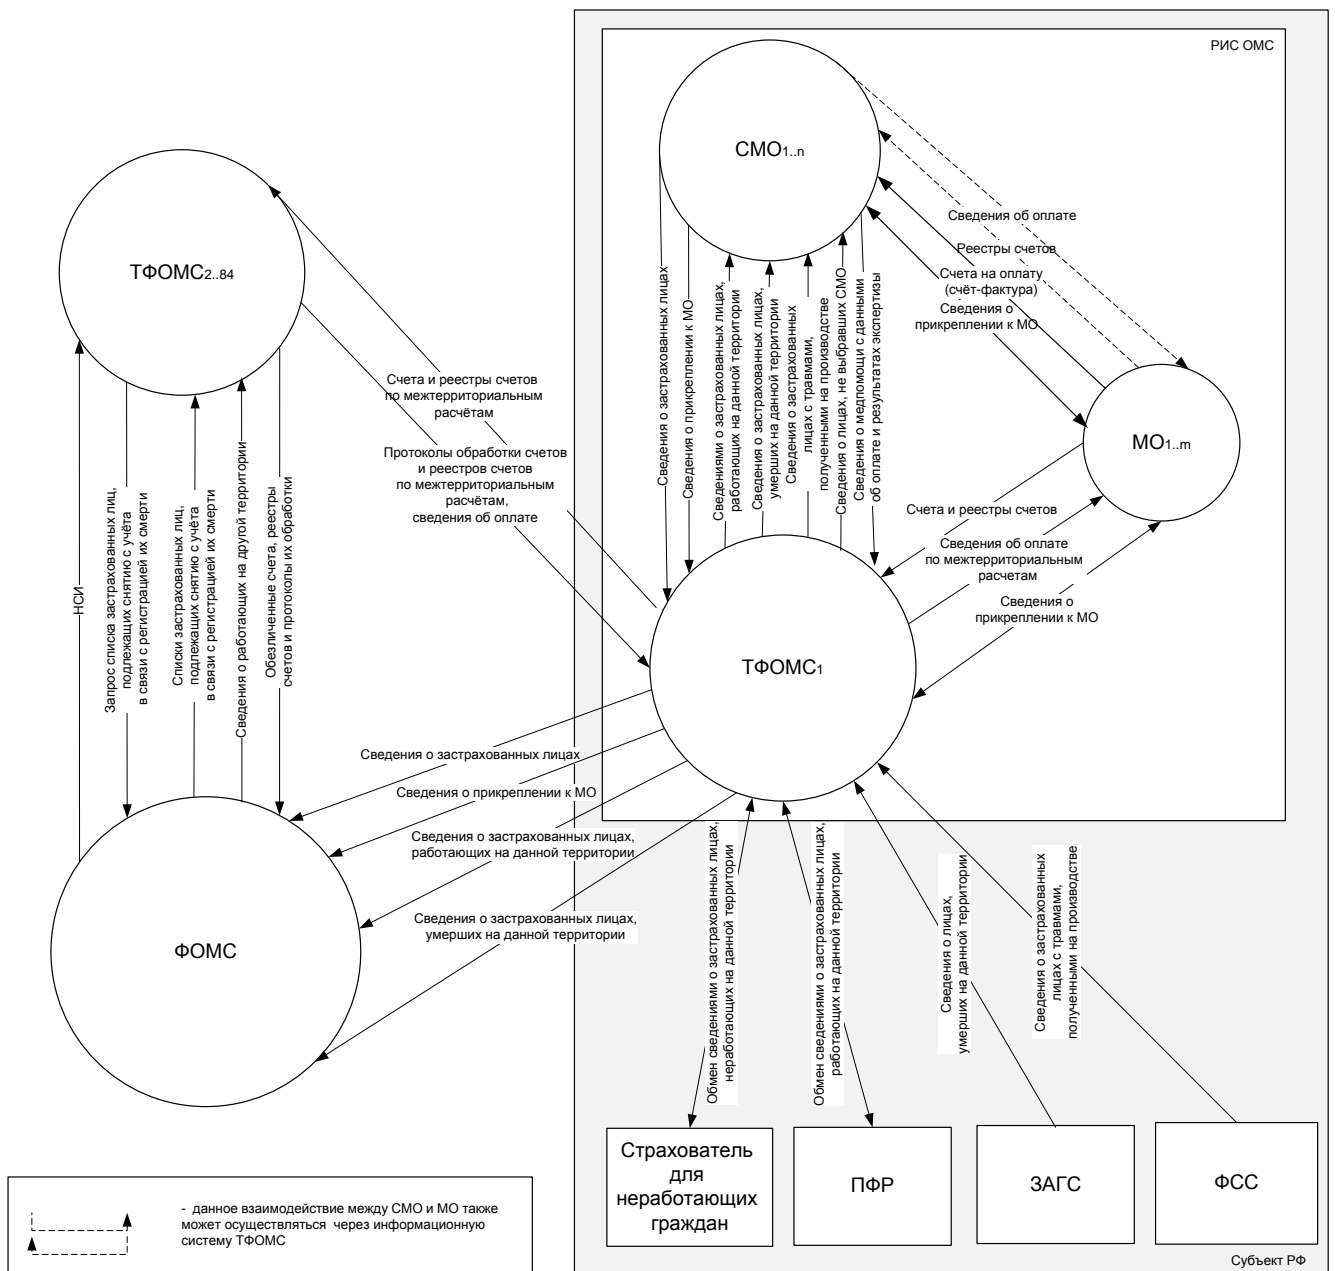 РИС ОМС
СМО1..n
ТФОМС2..84
Сведения об оплате
Реестры счетов
Счета на оплату
(счёт-фактура)
Сведения о
прикреплении к МО
МО1..m
Сведения о застрахованных лицах
Сведения о прикреплении к МО
Сведениями о застрахованных лицах,
работающих на данной территории
Сведения о застрахованных лицах,
умерших на данной территории
Сведения о застрахованных
лицах с травмами,
полученными на производстве
Сведения о лицах, не выбравших СМО
Сведения о медпомощи с данными
об оплате и результатах экспертизы
Счета и реестры счетов
по межтерриториальным
расчётам
Протоколы обработки счетов
и реестров счетов
по межтерриториальным
расчётам,
сведения об оплате
Счета и реестры счетов
Сведения об оплате
по межтерриториальным
расчетам
Сведения о
прикреплении к МО
НСИ
Запрос списка застрахованных лиц,
подлежащих снятию с учёта
в связи с регистрацией их смерти
Списки застрахованных лиц,
подлежащих снятию с учёта
в связи с регистрацией их смерти
Сведения о работающих на другой территории
Обезличенные счета, реестры
счетов и протоколы их обработки
ТФОМС1
Сведения о застрахованных лицах
Сведения о прикреплении к МО
Сведения о застрахованных лицах,
работающих на данной территории
Сведения о застрахованных лицах,
умерших на данной территории
ФОМС
Обмен сведениями о застрахованных лицах,
неработающих на данной территории
Обмен сведениями о застрахованных лицах,
работающих на данной территории
Сведения о лицах,
умерших на данной территории
Сведения о застрахованных
лицах с травмами,
полученными на производстве
Страхователь
для
неработающих
граждан
ПФР
ЗАГС
ФСС
- данное взаимодействие между СМО и МО также
может осуществляться через информационную
систему ТФОМС
Субъект РФ